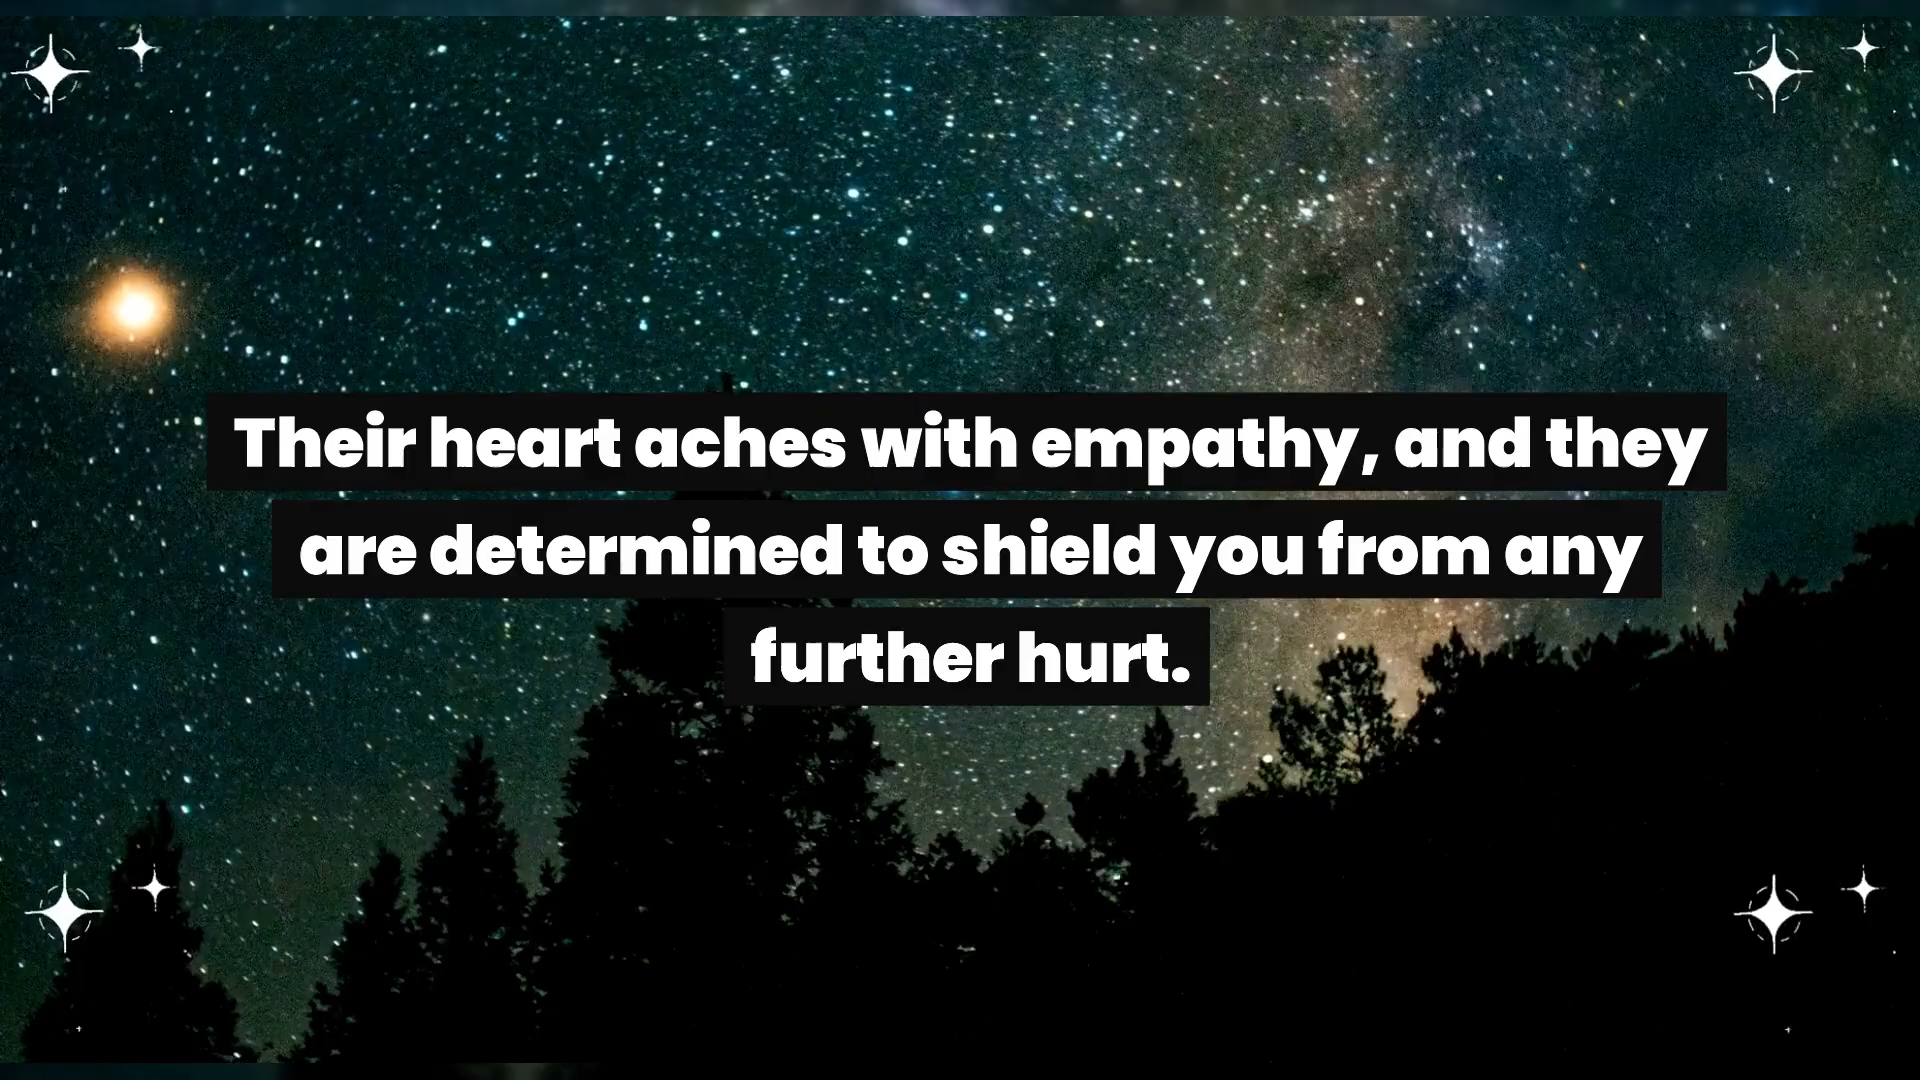 Their heart aches with empathy, and they
are determined to shield you from any
further hurt.